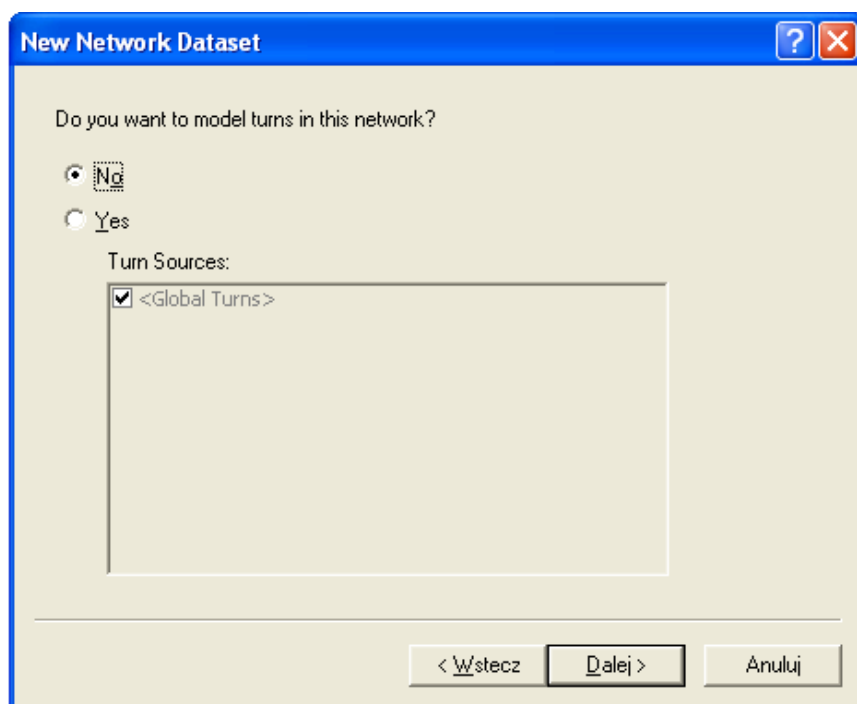 New Network Dataset
Do you want to model turns in this network?
No
Yes
Turn Sources:
<Global Turns>
< Wstecz Dalej > Anuluj